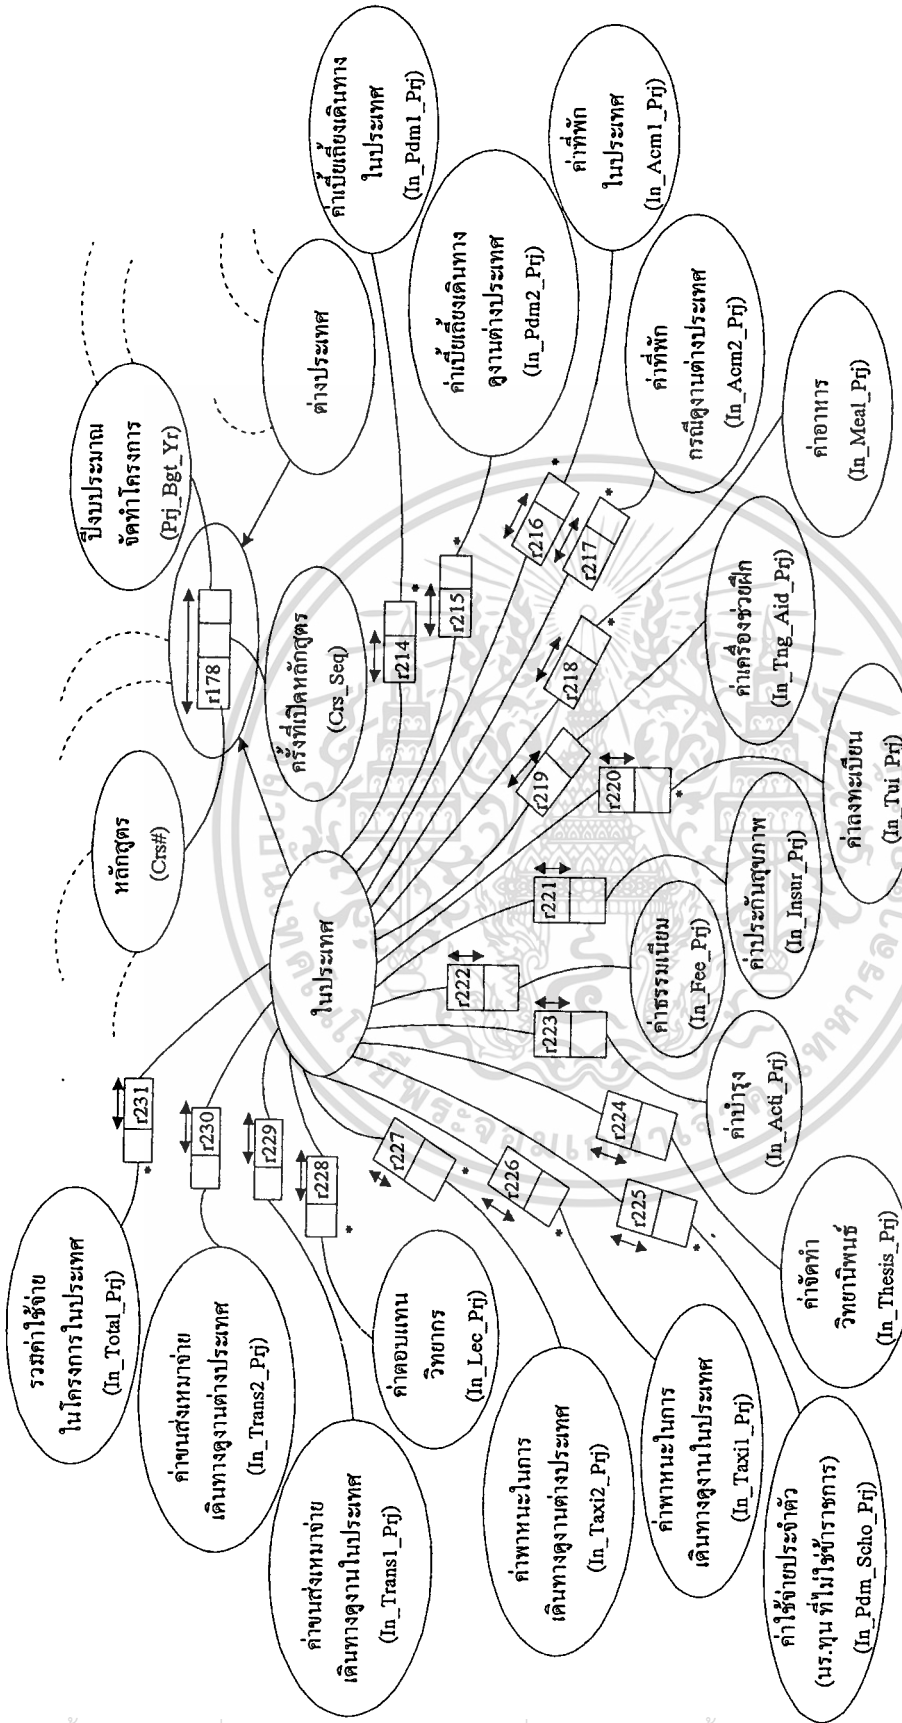 รวมค่าใช้จ่าย
ในโครงการในประเทศ
(In_Total_Prj)
ค่าขนส่งเหมาจ่าย
เดินทางดูงานต่างประเทศ
(In_Trans2_Prj)
ค่าขนส่งเหมาจ่าย
เดินทางดูงานในประเทศ
(In_Trans1_Prj)
ค่าตอบแทน
วิทยากร
(In_Lec_Prj)
ค่าพาหนะในการ
เดินทางดูงานต่างประเทศ
(In_Taxi2_Prj)
ค่าพาหนะในการ
เดินทางดูงานในประเทศ
(In_Taxi1_Prj)
ค่าใช้จ่ายประจำตัว
(นร.ทุน ที่ไม่ใช่ข้าราชการ)
(In_Pdm_Scho_Prj)
ค่าจัดทำ
วิทยานิพนธ์
(In_Thesis_Prj)
ค่าบำรุง
(In_Acti_Prj)
ค่าธรรมเนียม
(In_Fee_Prj)
ค่าประกันสุขภาพ
(In_Insur_Prj)
ค่าลงทะเบียน
(In_Tui_Prj)
ค่าเครื่องช่วยฝึก
(In_Tng_Aid_Prj)
ค่าอาหาร
(In_Meal_Prj)
ค่าที่พัก
กรณีดูงานต่างประเทศ
(In_Acm2_Prj)
ค่าที่พัก
ในประเทศ
(In_Acm1_Prj)
ค่าเบี้ยเลี้ยงเดินทาง
ดูงานต่างประเทศ
(In_Pdm2_Prj)
ค่าเบี้ยเลี้ยงเดินทาง
ในประเทศ
(In_Pdm1_Prj)
ต่างประเทศ
ปีงบประมาณ
จัดทำโครงการ
(Prj_Bgt_Yr)
หลักสูตร
(Crs#)
ครั้งที่เปิดหลักสูตร
(Crs_Seq)
ในประเทศ
r178
r214
r215
*
*
r216
*
r217
*
r218
*
r219
r220
*
r221
r222
r223
r224
r225
*
r226
*
r227
*
r228
*
r229
r230
r231
*